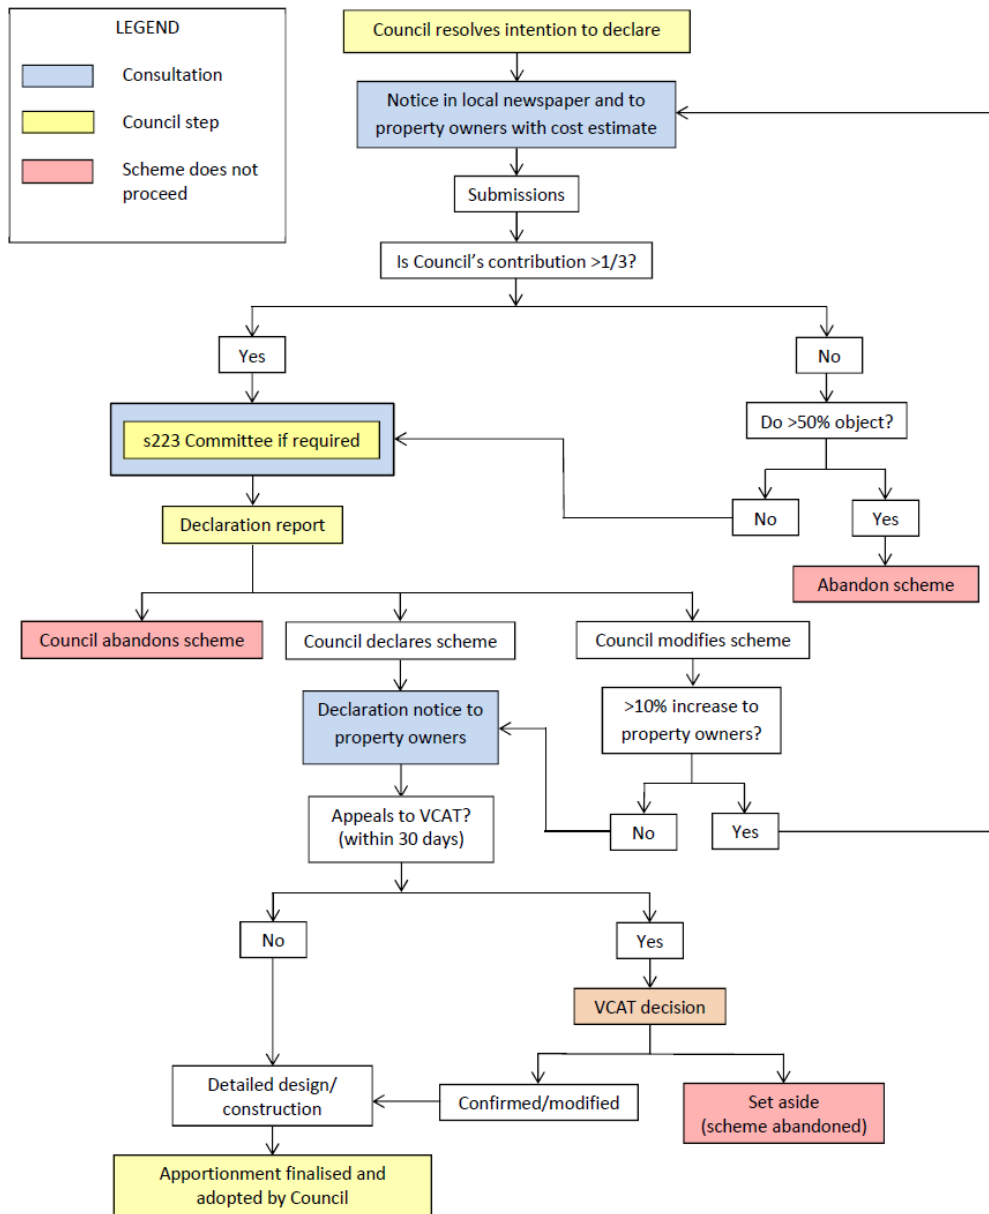 LEGEND
Consultation
Council step
Scheme does not
proceed
Council resolves intention to declare
Notice in local newspaper and to
property owners with cost estimate
Submissions
Is Council’s contribution >1/3?
Yes
No
s223 Committee if required
Do >50% object?
No
Yes
Declaration report
Abandon scheme
Council abandons scheme
Council declares scheme
Council modifies scheme
Declaration notice to
property owners
>10% increase to
property owners?
Appeals to VCAT?
(within 30 days)
No
Yes
No
Yes
VCAT decision
Detailed design/
construction
Confirmed/modified
Set aside
(scheme abandoned)
Apportionment finalised and
adopted by Council